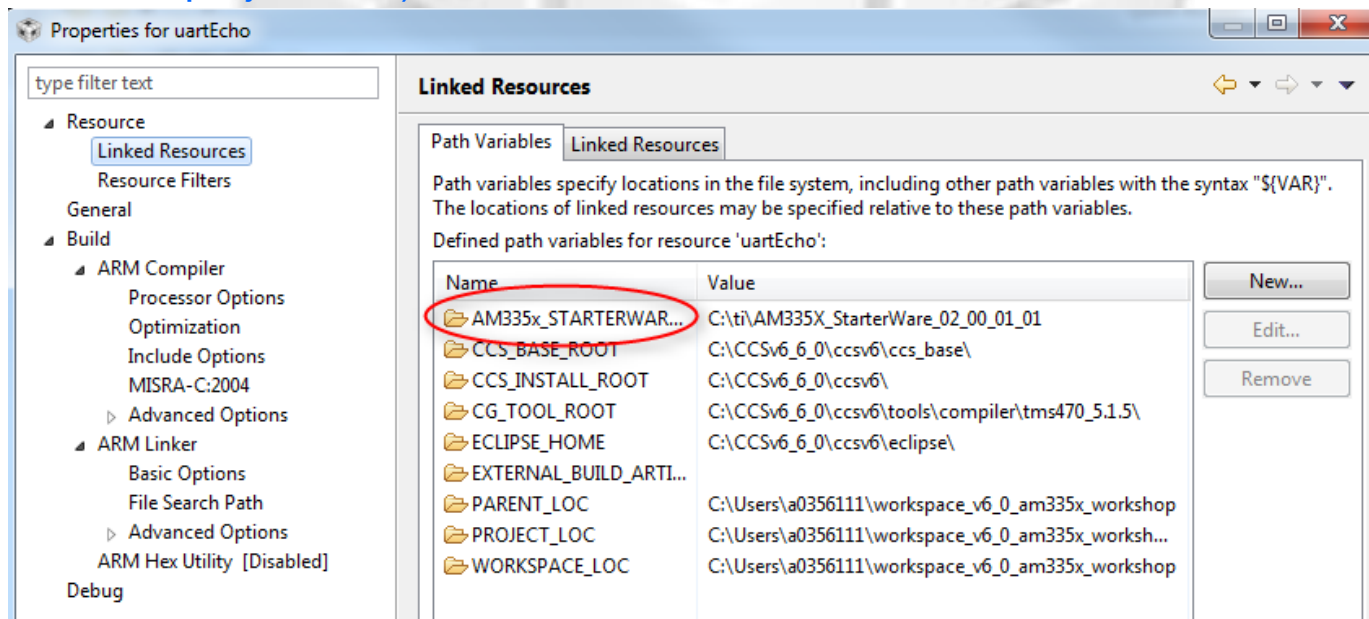 Properties for uartEcho
type filter text
Resource
Linked Resources
Resource Filters
General
Build
ARM Compiler
Processor Options
Optimization
Include Options
MISRA-C:2004
Advanced Options
ARM Linker
Basic Options
File Search Path
Advanced Options
ARM Hex Utility [Disabled]
Debug
Linked Resources
Path Variables Linked Resources
Path variables specify locations in the file system, including other path variables with the syntax "${VAR}".
The locations of linked resources may be specified relative to these path variables.
Defined path variables for resource 'uartEcho':
Name Value
AM335x_STARTERWAR... C:\ti\AM335X_StarterWare_02_00_01_01
CCS_BASE_ROOT C:\CCSv6_6_0\ccsv6\ccs_base\
CCS_INSTALL_ROOT C:\CCSv6_6_0\ccsv6\
CG_TOOL_ROOT C:\CCSv6_6_0\ccsv6\tools\compiler\tms470_5.1.5\
ECLIPSE_HOME C:\CCSv6_6_0\ccsv6\eclipse\
EXTERNAL_BUILD_ARTI...
PARENT_LOC C:\Users\a0356111\workspace_v6_0_am335x_workshop
PROJECT_LOC C:\Users\a0356111\workspace_v6_0_am335x_worksh...
WORKSPACE_LOC C:\Users\a0356111\workspace_v6_0_am335x_workshop
New...
Edit...
Remove